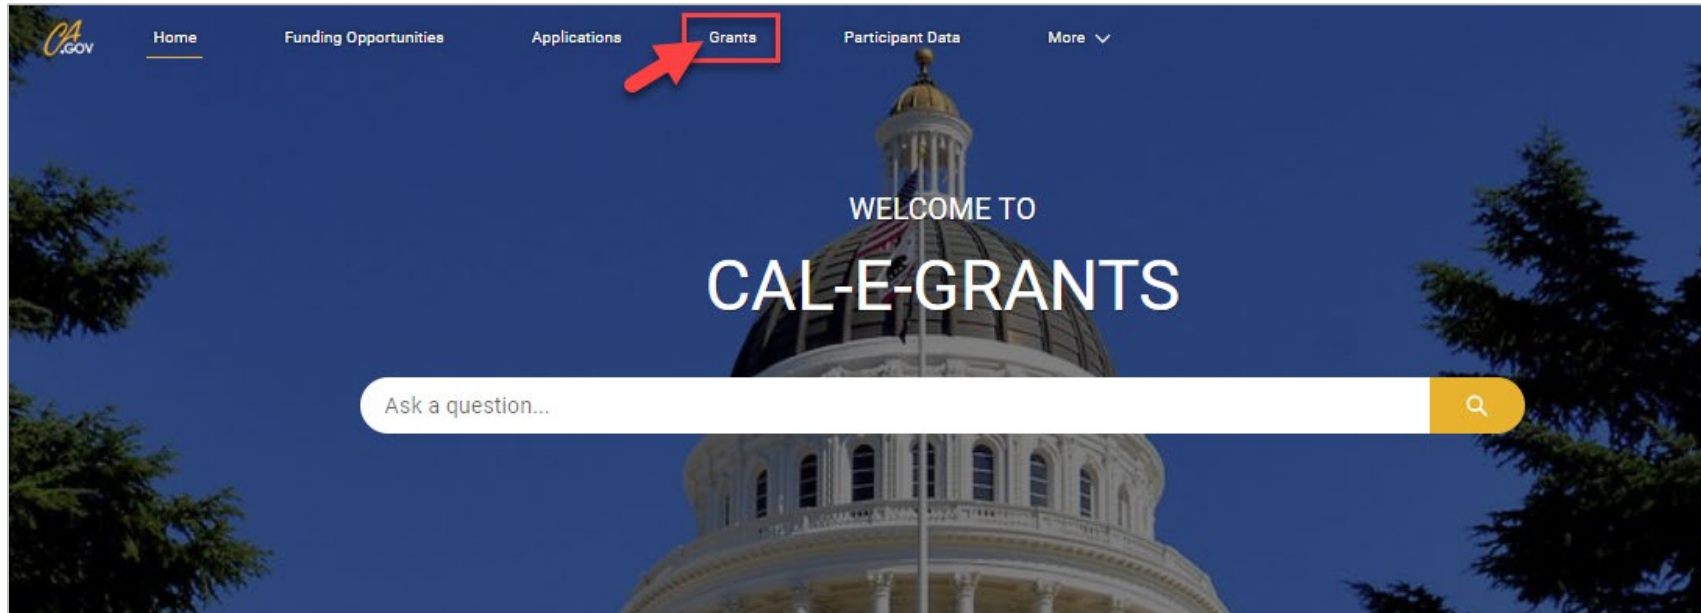 CA.GOV
Home
Funding Opportunities
Applications
Grants
Participant Data
More
WELCOME TO
CAL-E-GRANTS
Ask a question...